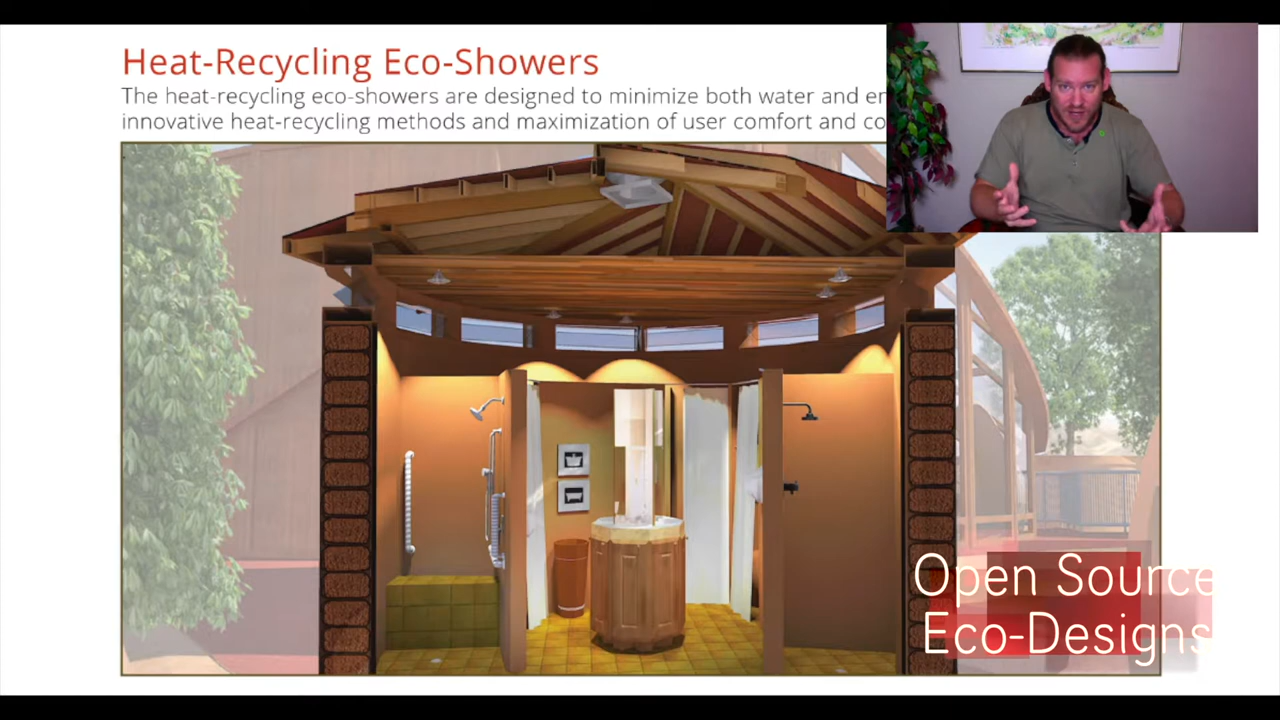 Heat-Recycling Eco-Showers
The heat-recycling eco-showers are designed to minimize both water and en
innovative heat-recycling methods and maximization of user comfort and co
Open Source
Eco-Designs